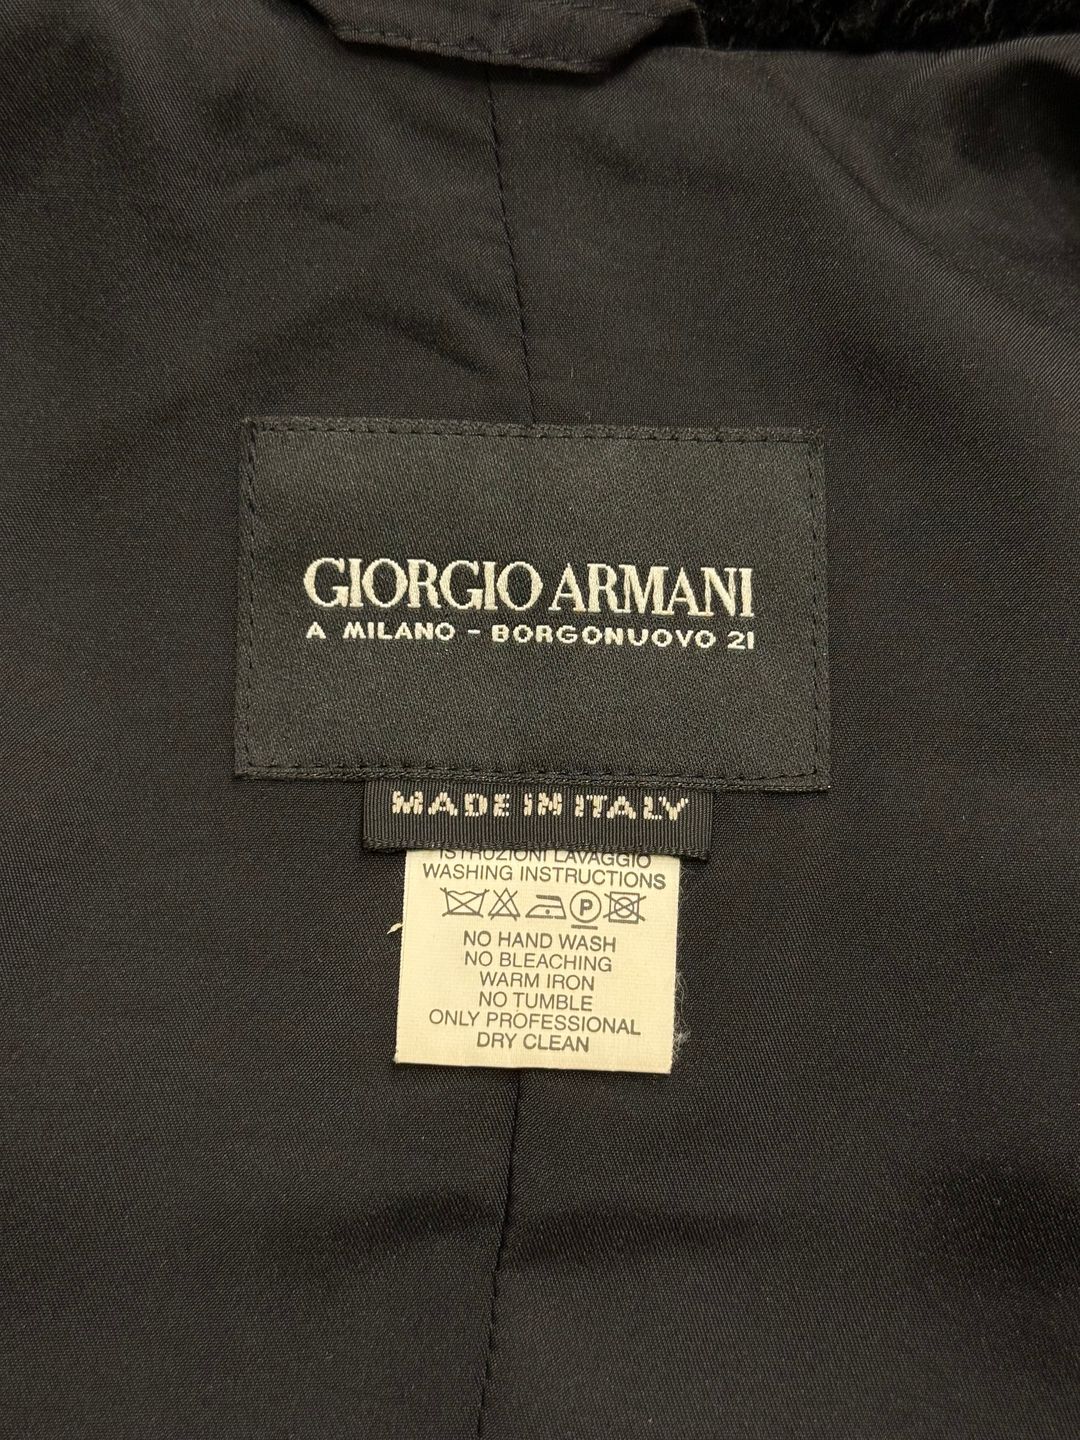 GIORGIO ARMANI
A MILANO - BORGONUOVO 21
MADE IN ITALY
ISTRUZIONI LAVAGGIO
WASHING INSTRUCTIONS
P
NO HAND WASH
NO BLEACHING
WARM IRON
NO TUMBLE
ONLY PROFESSIONAL
DRY CLEAN